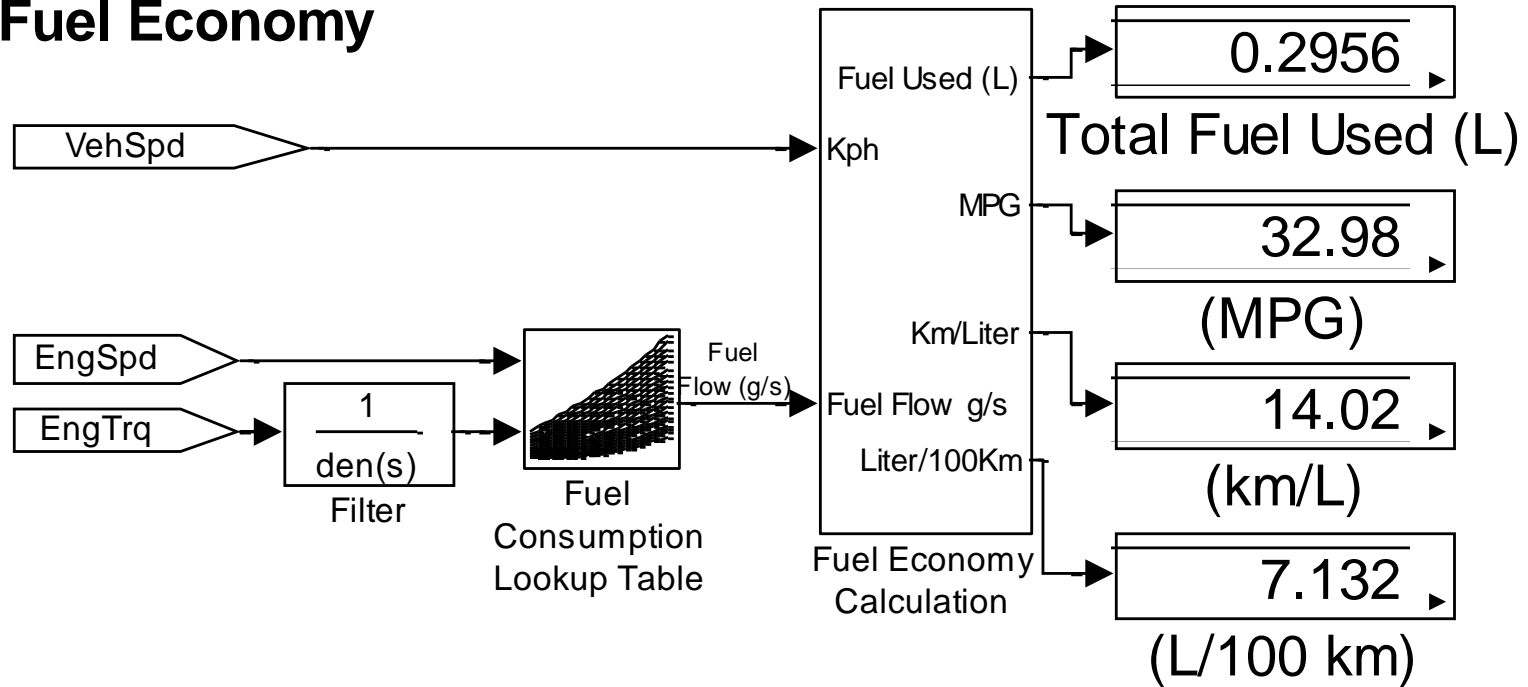 Fuel Economy
VehSpd
EngSpd
EngTrq
1
den(s)
Filter
Fuel
Consumption
Lookup Table
Fuel
Flow (g/s)
Kph
Fuel Flow g/s
Fuel Used (L)
MPG
Km/Liter
Liter/100Km
Fuel Economy
Calculation
0.2956
Total Fuel Used (L)
32.98
(MPG)
14.02
(km/L)
7.132
(L/100 km)